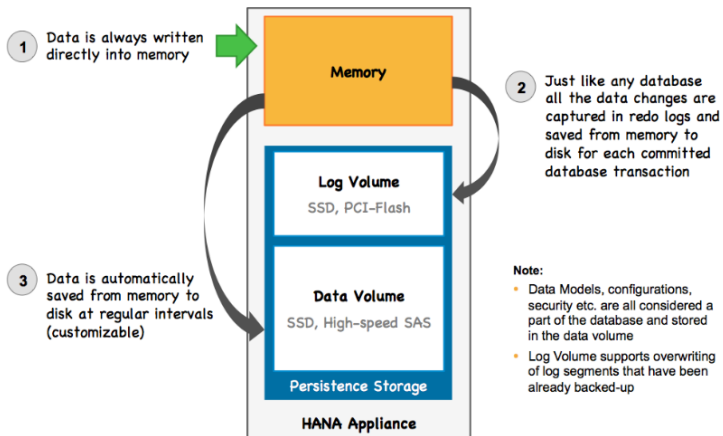 1
Data is always written
directly into memory
Memory
2
Just like any database
all the data changes are
captured in redo logs and
saved from memory to
disk for each committed
database transaction
Log Volume
SSD, PCI-Flash
3
Data is automatically
saved from memory to
disk at regular intervals
(customizable)
Data Volume
SSD, High-speed SAS
Persistence Storage
HANA Appliance
Note:
• Data Models, configurations,
security etc. are all considered a
part of the database and stored
in the data volume
• Log Volume supports overwriting
of log segments that have been
already backed-up